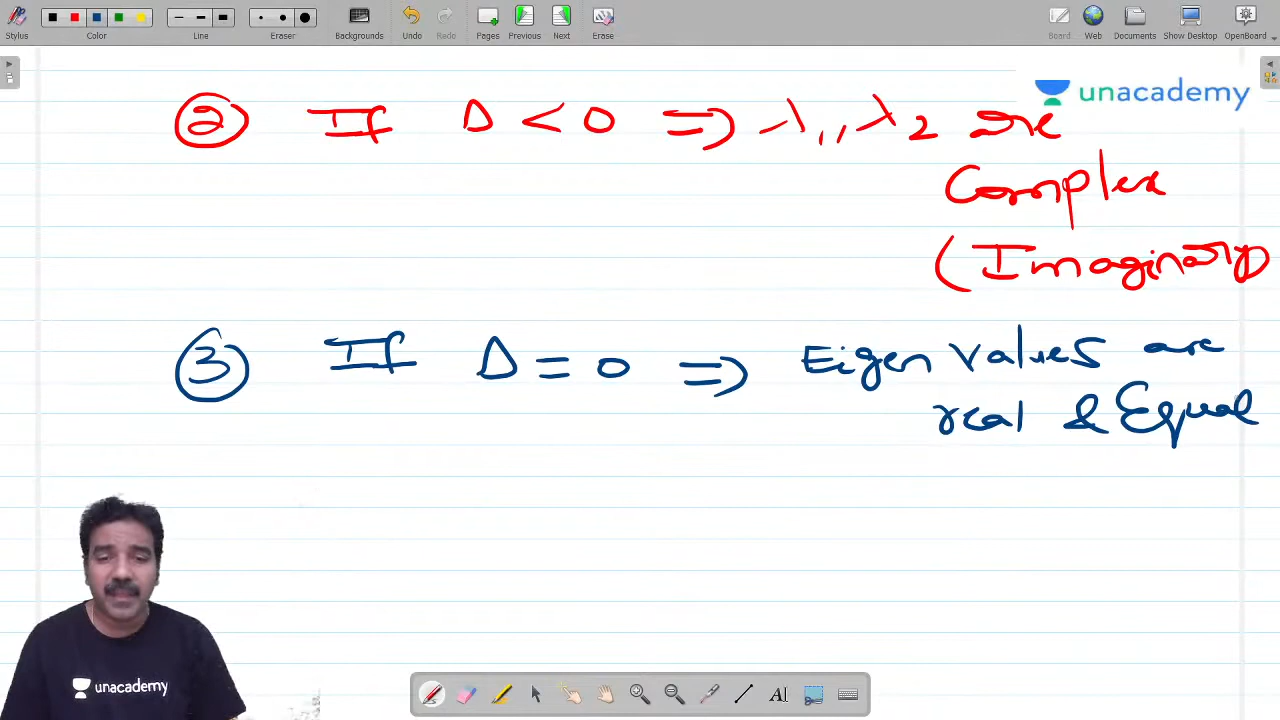 Stylus Color Line Eraser Backgrounds Undo Redo Pages Previous Next Erase Board Web Documents Show Desktop OpenBoard
unacademy
② If Δ < 0 ⇒ λ₁, λ₂ are
Complex
(Imaginary)
③ If Δ = 0 ⇒ Eigen values are
real & Equal
unacademy
AI